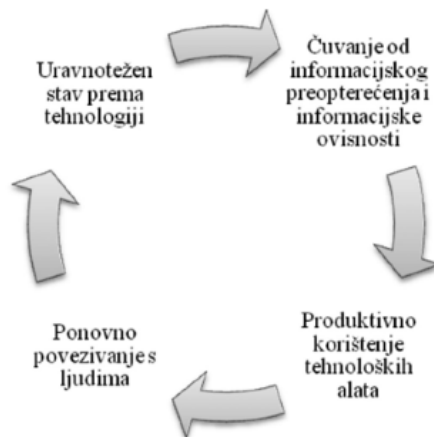 Uravnotežen
stav prema
tehnologiji
Čuvanje od
informacijskog
preopterećenja i
informacijske
ovisnosti
Produktivno
korištenje
tehnoloških
alata
Ponovno
povezivanje s
ljudima